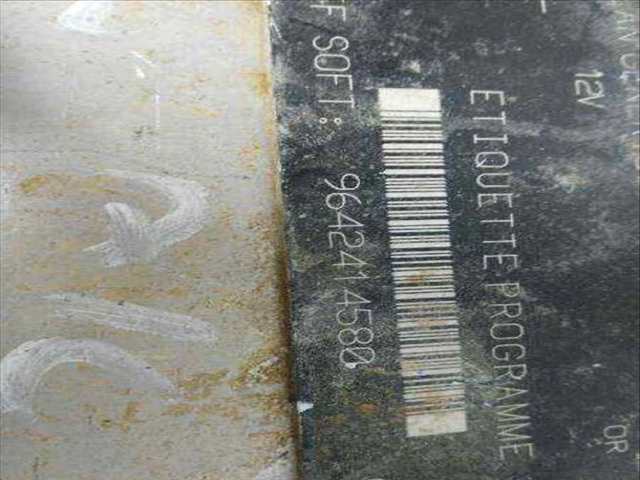 12V
ETIQUETTE PROGRAMME
F SOFT: 9642414580
OR